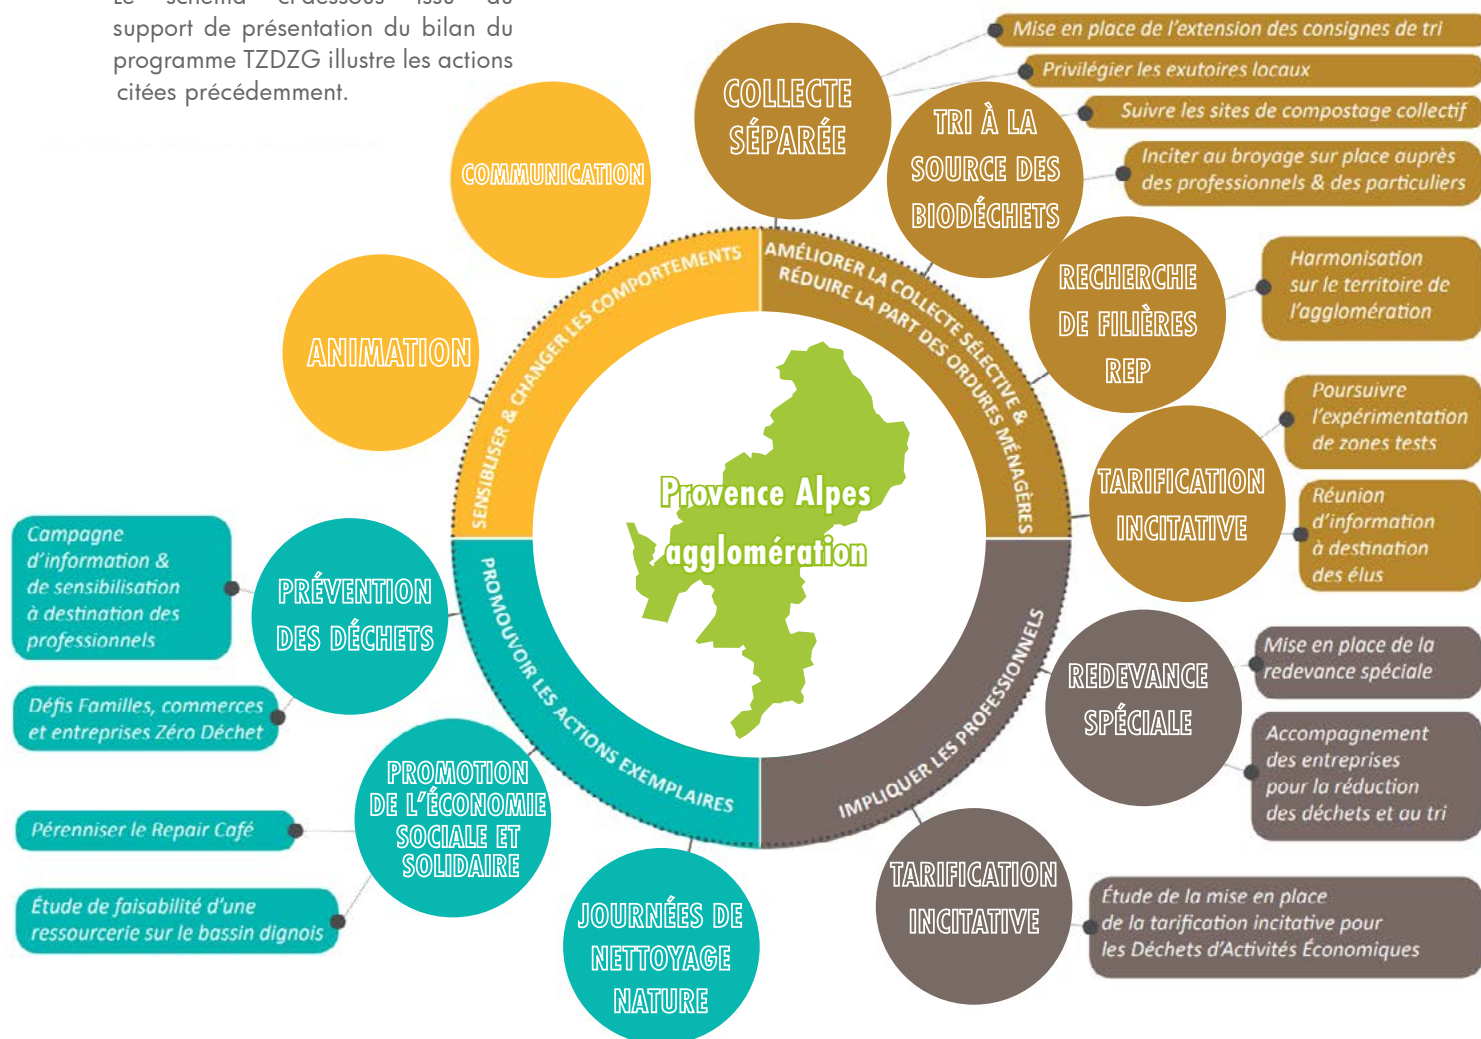 Le schéma ci-dessous issu du
support de présentation du bilan du
programme TZDZG illustre les actions
citées précédemment.
COLLECTE
SÉPARÉE
Mise en place de l'extension des consignes de tri
Privilégier les exutoires locaux
TRI À LA
SOURCE DES
BIODÉCHETS
Suivre les sites de compostage collectif
Inciter au broyage sur place auprès
des professionnels & des particuliers
RECHERCHE
DE FILIÈRES
REP
Harmonisation
sur le territoire de
l'agglomération
TARIFICATION
INCITATIVE
Poursuivre
l'expérimentation
de zones tests
Réunion
d'information
à destination
des élus
AMÉLIORER LA COLLECTE SÉLECTIVE &
RÉDUIRE LA PART DES ORDURES MÉNAGÈRES
COMMUNICATION
ANIMATION
SENSIBLISER & CHANGER LES COMPORTEMENTS
Provence Alpes
agglomération
IMPLIQUER LES PROFESSIONNELS
REDEVANCE
SPÉCIALE
Mise en place de la
redevance spéciale
Accompagnement
des entreprises
pour la réduction
des déchets et au tri
TARIFICATION
INCITATIVE
Étude de la mise en place
de la tarification incitative pour
les Déchets d'Activités Économiques
PROMOUVOIR LES ACTIONS EXEMPLAIRES
PRÉVENTION
DES DÉCHETS
Campagne
d'information &
de sensibilisation
à destination des
professionnels
Défis Familles, commerces
et entreprises Zéro Déchet
PROMOTION
DE L'ÉCONOMIE
SOCIALE ET
SOLIDAIRE
Pérenniser le Repair Café
Étude de faisabilité d'une
ressourcerie sur le bassin dignois
JOURNÉES DE
NETTOYAGE
NATURE